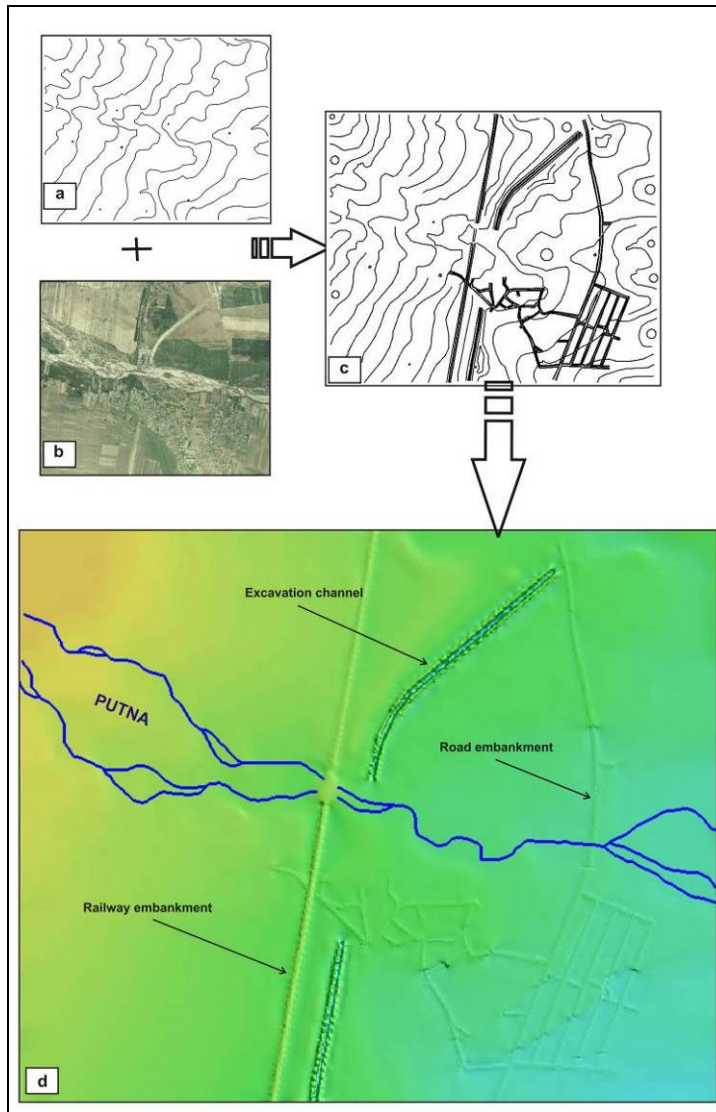 a
b
c
Excavation channel
PUTNA
Road embankment
Railway embankment
d